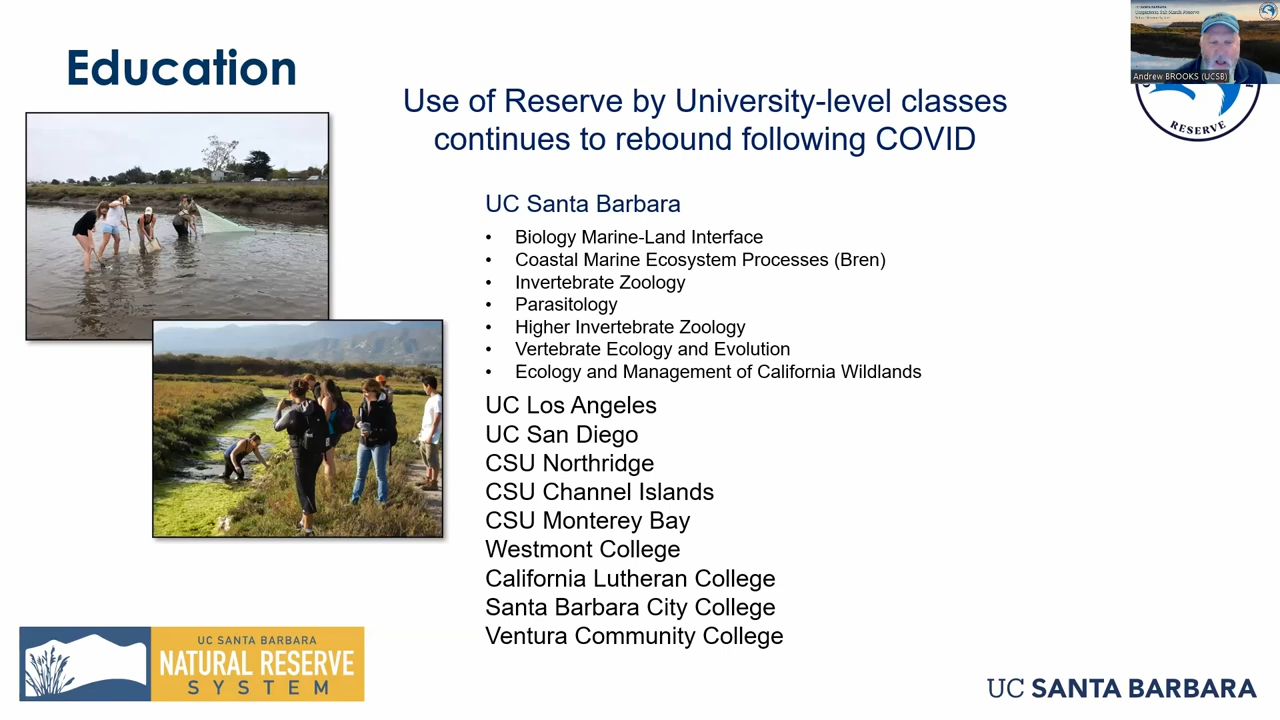 Education
Use of Reserve by University-level classes
continues to rebound following COVID
UC Santa Barbara
• Biology Marine-Land Interface
• Coastal Marine Ecosystem Processes (Bren)
• Invertebrate Zoology
• Parasitology
• Higher Invertebrate Zoology
• Vertebrate Ecology and Evolution
• Ecology and Management of California Wildlands
UC Los Angeles
UC San Diego
CSU Northridge
CSU Channel Islands
CSU Monterey Bay
Westmont College
California Lutheran College
Santa Barbara City College
Ventura Community College
UC SANTA BARBARA
NATURAL RESERVE
SYSTEM
UC SANTA BARBARA
UC SANTA BARBARA
Andrew BROOKS (UCSB)
RESERVE